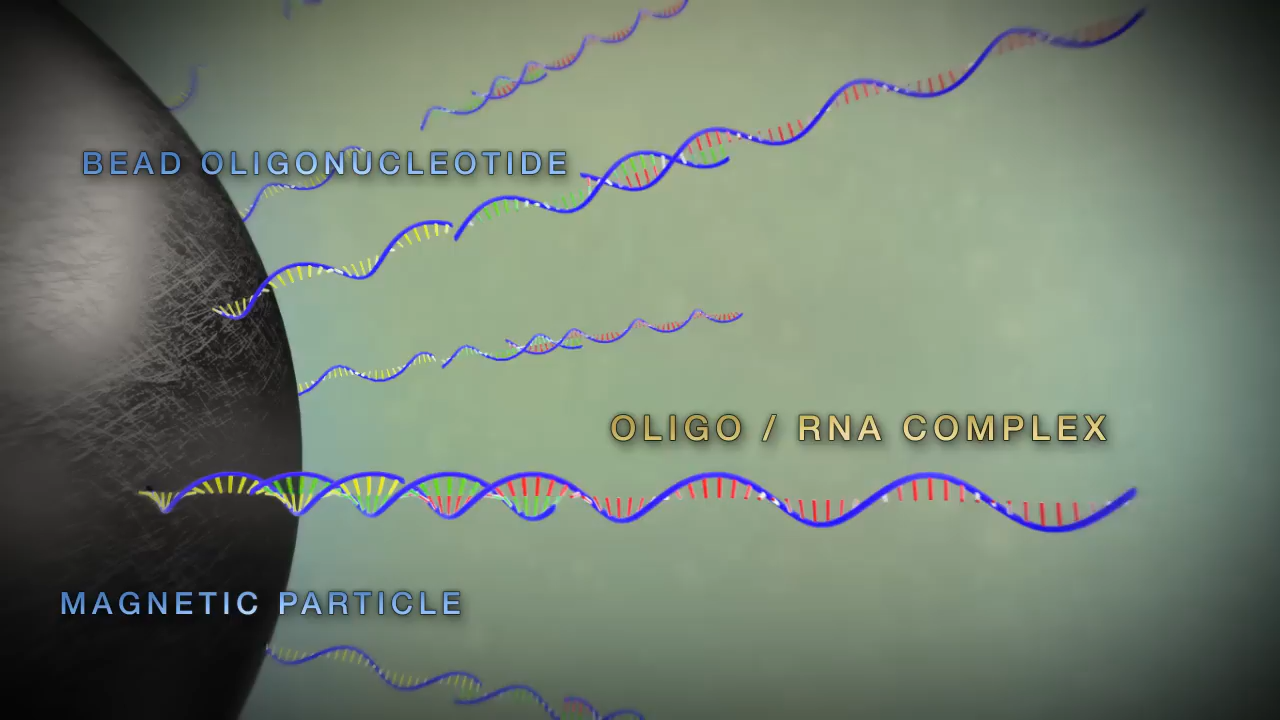 BEAD OLIGONUCLEOTIDE
OLIGO / RNA COMPLEX
MAGNETIC PARTICLE